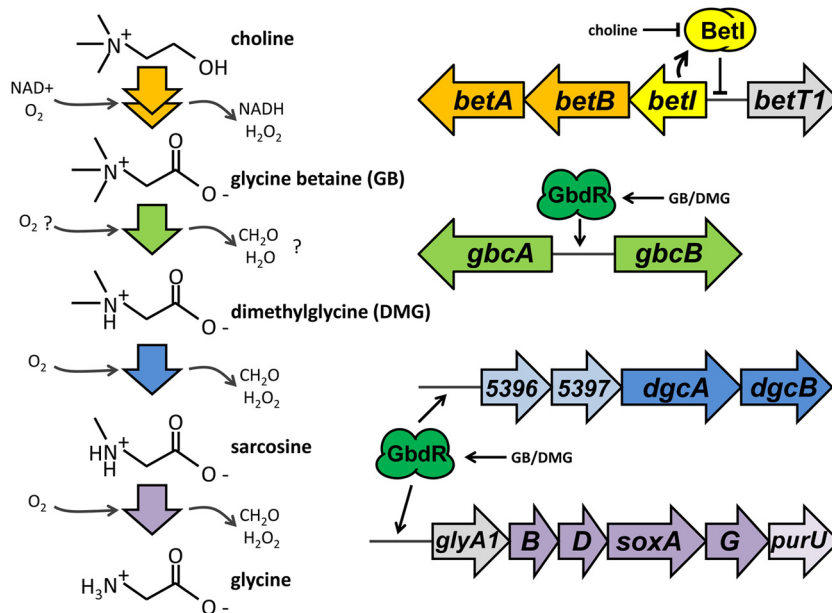 N+
OH
choline
NAD+
O2
NADH
H2O2
N+
O
O -
glycine betaine (GB)
O2 ?
CH2O
H2O
?
N+
H
O
O -
dimethylglycine (DMG)
O2
CH2O
H2O2
N+
H
H
O
O -
sarcosine
O2
CH2O
H2O2
H3N+
O
O -
glycine
choline
BetI
betA
betB
betI
betT1
GbdR
GB/DMG
gbcA
gbcB
5396
5397
dgcA
dgcB
GbdR
GB/DMG
glyA1
B
D
soxA
G
purU